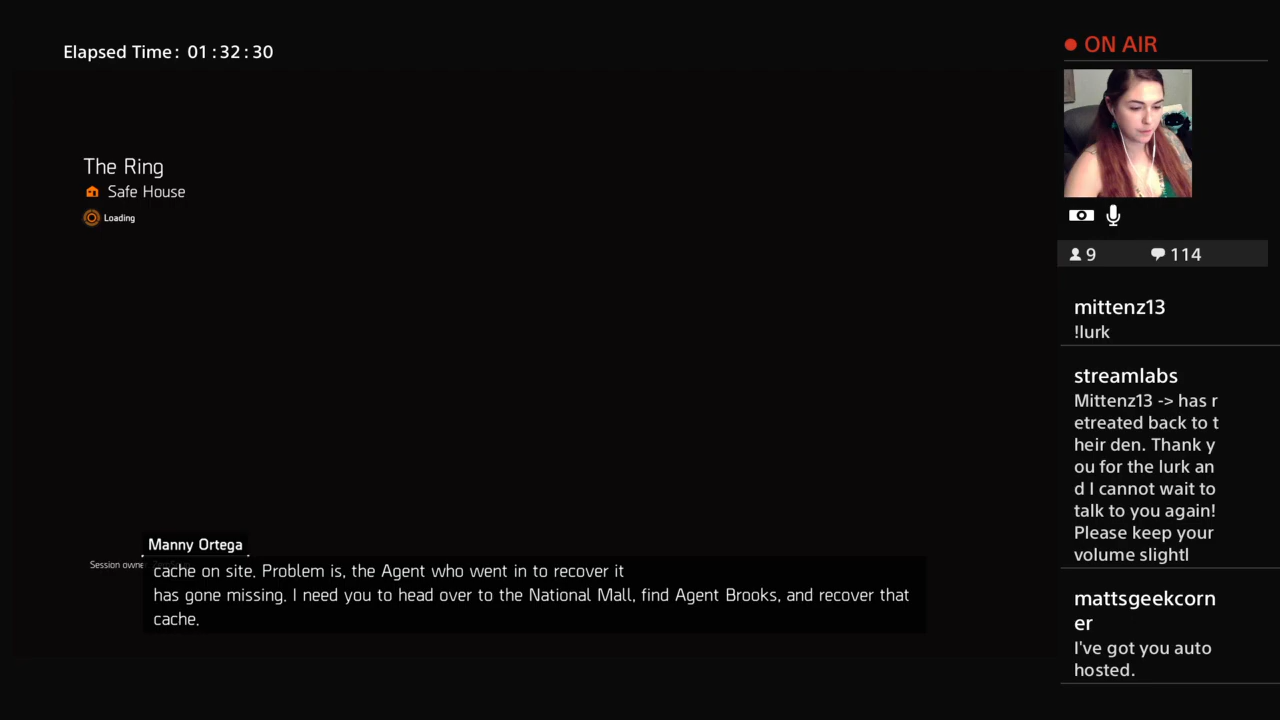 Elapsed Time: 01:32:30
The Ring
Safe House
Loading
Manny Ortega
Session owne
cache on site. Problem is, the Agent who went in to recover it
has gone missing. I need you to head over to the National Mall, find Agent Brooks, and recover that
cache.
ON AIR
9
114
mittenz13
!lurk
streamlabs
Mittenz13 -> has r
etreated back to t
heir den. Thank y
ou for the lurk an
d I cannot wait to
talk to you again!
Please keep your
volume slightl
mattsgeekcorn
er
I've got you auto
hosted.